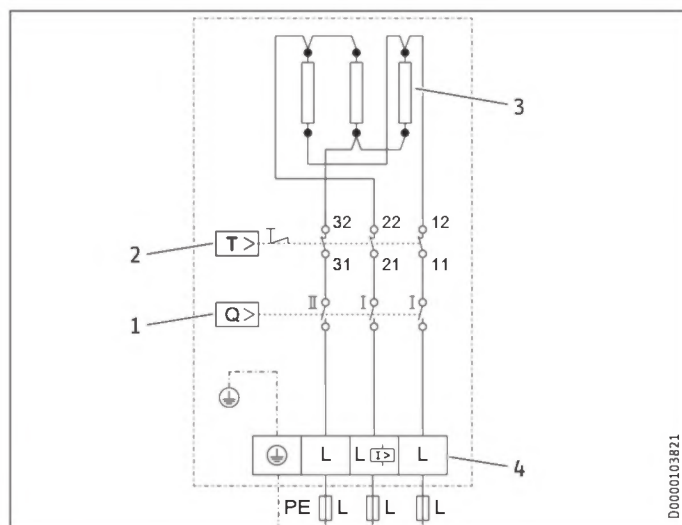 3
32 22 12
2 T>
31 21 11
II I I
1 Q>
L L I> L
4
PE L L L
D0000103821